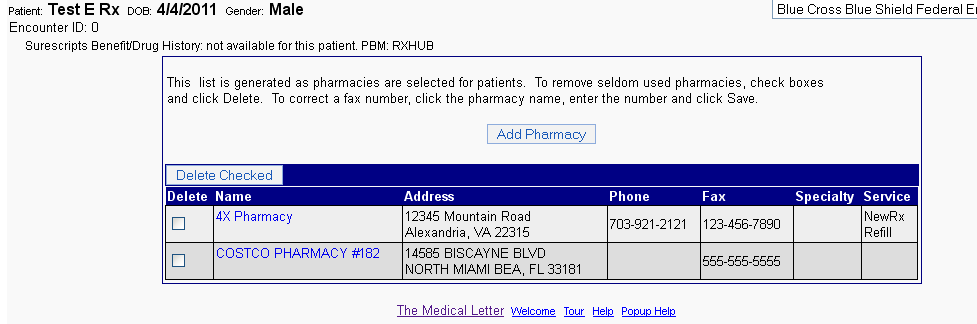 Patient: Test E Rx DOB: 4/4/2011 Gender: Male
Blue Cross Blue Shield Federal
Encounter ID: 0
Surescripts Benefit/Drug History: not available for this patient. PBM: RXHUB
This list is generated as pharmacies are selected for patients. To remove seldom used pharmacies, check boxes
and click Delete. To correct a fax number, click the pharmacy name, enter the number and click Save.
Add Pharmacy
Delete Checked
Delete Name Address Phone Fax Specialty Service
4X Pharmacy 12345 Mountain Road 703-921-2121 123-456-7890 NewRx
Alexandria, VA 22315 Refill
COSTCO PHARMACY #182 14585 BISCAYNE BLVD 555-555-5555
NORTH MIAMI BEA, FL 33181
The Medical Letter Welcome Tour Help Popup Help